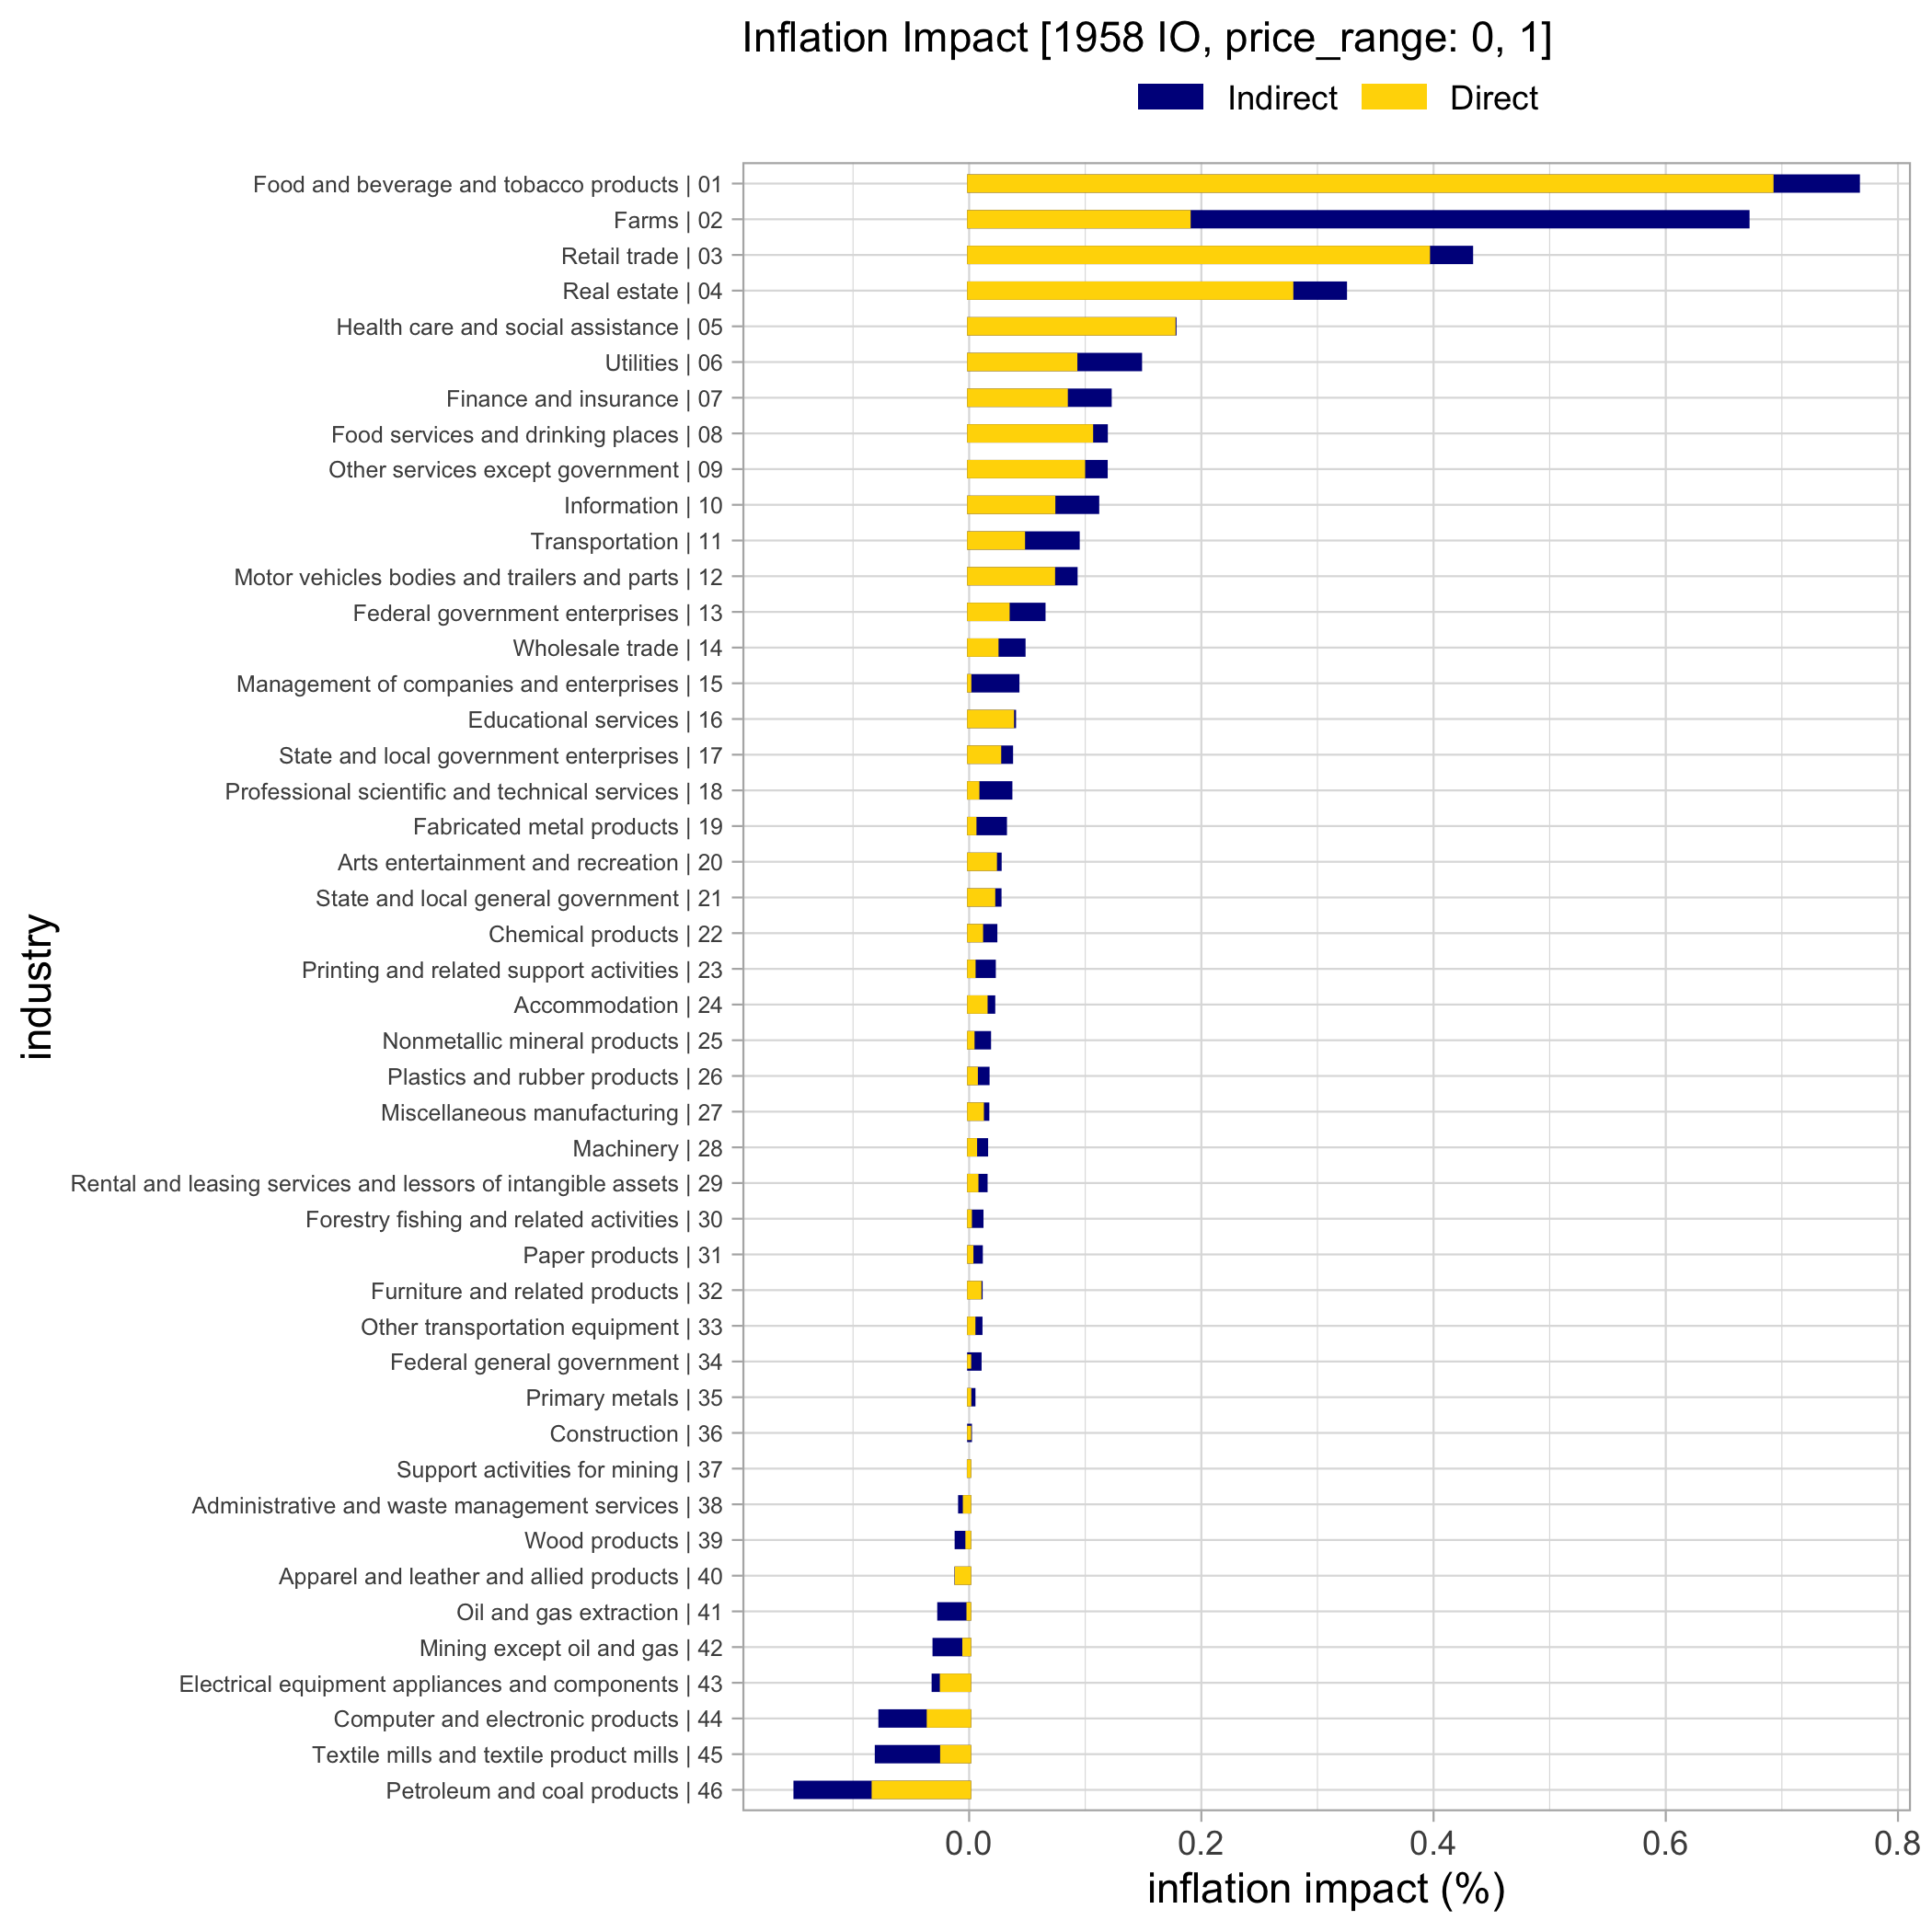 Inflation Impact [1958 IO, price_range: 0, 1]
Indirect Direct
Food and beverage and tobacco products | 01
Farms | 02
Retail trade | 03
Real estate | 04
Health care and social assistance | 05
Utilities | 06
Finance and insurance | 07
Food services and drinking places | 08
Other services except government | 09
Information | 10
Transportation | 11
Motor vehicles bodies and trailers and parts | 12
Federal government enterprises | 13
Wholesale trade | 14
Management of companies and enterprises | 15
Educational services | 16
State and local government enterprises | 17
Professional scientific and technical services | 18
Fabricated metal products | 19
Arts entertainment and recreation | 20
State and local general government | 21
Chemical products | 22
Printing and related support activities | 23
Accommodation | 24
Nonmetallic mineral products | 25
Plastics and rubber products | 26
Miscellaneous manufacturing | 27
Machinery | 28
Rental and leasing services and lessors of intangible assets | 29
Forestry fishing and related activities | 30
Paper products | 31
Furniture and related products | 32
Other transportation equipment | 33
Federal general government | 34
Primary metals | 35
Construction | 36
Support activities for mining | 37
Administrative and waste management services | 38
Wood products | 39
Apparel and leather and allied products | 40
Oil and gas extraction | 41
Mining except oil and gas | 42
Electrical equipment appliances and components | 43
Computer and electronic products | 44
Textile mills and textile product mills | 45
Petroleum and coal products | 46
industry
0.0 0.2 0.4 0.6 0.8
inflation impact (%)